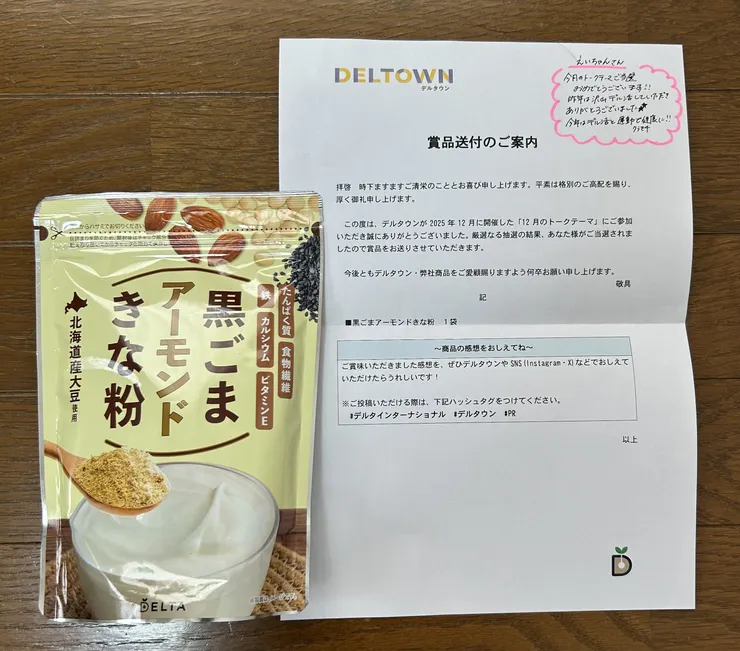 DELTOWN
デルタウン
えいちゃんさん
今月のトークテーマご当選
おめでとうございます!!
昨年は沢山デル活していただき
ありがとうございました
今年もデル活と運動で健康に!!
賞品送付のご案内
拝啓 時下ますますご清栄のこととお喜び申し上げます。平素は格別のご高配を賜り、
厚く御礼申し上げます。
この度は、デルタウンが 2025 年 12 月に開催した「12 月のトークテーマ」にご参加
いただき誠にありがとうございました。厳選なる抽選の結果、あなた様がご当選されま
したので賞品をお送りさせていただきます。
今後ともデルタウン・弊社商品をご愛顧賜りますよう何卒お願い申し上げます。
敬具
記
■黒ごまアーモンドきな粉 1 袋
～商品の感想をおしえてね～
ご賞味いただきました感想を、ぜひデルタウンや SNS(Instagram・X)などでおしえて
いただけたらうれしいです！
※ご投稿いただける際は、下記ハッシュタグをつけてください。
#デルタインターナショナル #デルタウン #PR
以上
黒ごま
アーモンド
きな粉
たんぱく質 食物繊維
鉄 カルシウム ビタミンE
北海道産大豆使用
DELTA